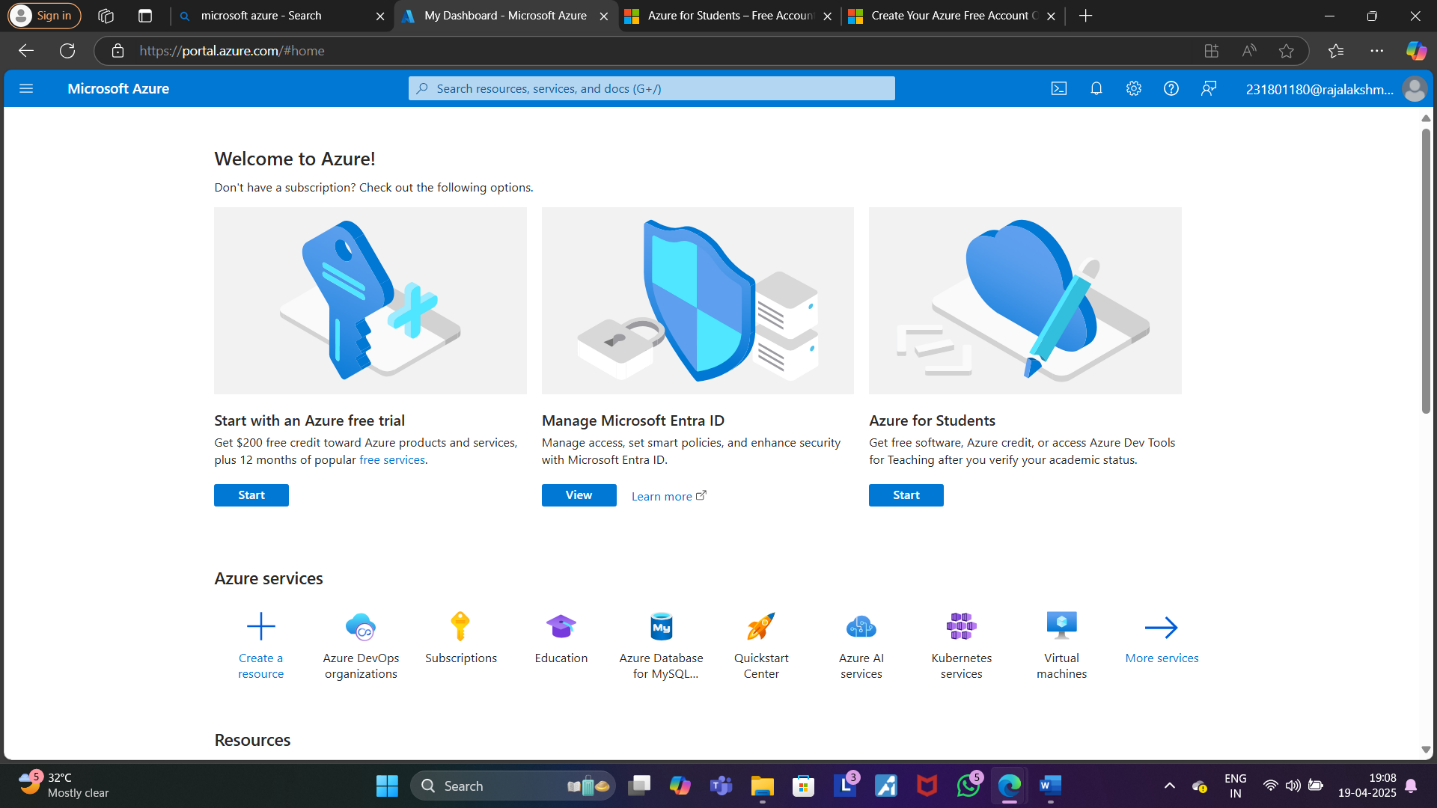 Sign in
microsoft azure - Search
My Dashboard - Microsoft Azure
Azure for Students – Free Accoun
Create Your Azure Free Account O
https://portal.azure.com/#home
Microsoft Azure
Search resources, services, and docs (G+/)
231801180@rajalakshm...
Welcome to Azure!
Don't have a subscription? Check out the following options.
Start with an Azure free trial
Get $200 free credit toward Azure products and services,
plus 12 months of popular free services.
Start
Manage Microsoft Entra ID
Manage access, set smart policies, and enhance security
with Microsoft Entra ID.
View
Learn more
Azure for Students
Get free software, Azure credit, or access Azure Dev Tools
for Teaching after you verify your academic status.
Start
Azure services
Create a
resource
Azure DevOps
organizations
Subscriptions
Education
My
Azure Database
for MySQL...
Quickstart
Center
Azure AI
services
Kubernetes
services
Virtual
machines
More services
Resources
5
32°C
Mostly clear
Search
L
3
5
W
ENG
IN
19:08
19-04-2025